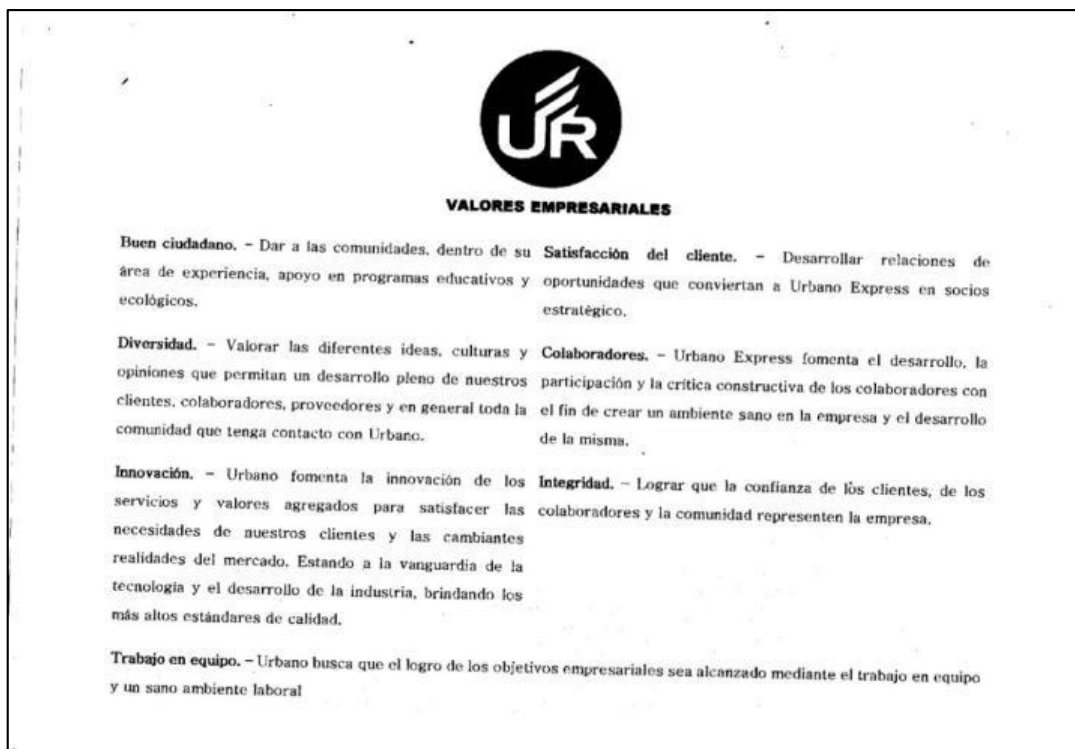 UR
VALORES EMPRESARIALES
Buen ciudadano. – Dar a las comunidades, dentro de su
área de experiencia, apoyo en programas educativos y
ecológicos.
Satisfacción del cliente. – Desarrollar relaciones de
oportunidades que conviertan a Urbano Express en socios
estratégico.
Diversidad. – Valorar las diferentes ideas, culturas y
opiniones que permitan un desarrollo pleno de nuestros
clientes, colaboradores, proveedores y en general toda la
comunidad que tenga contacto con Urbano.
Colaboradores. – Urbano Express fomenta el desarrollo, la
participación y la crítica constructiva de los colaboradores con
el fin de crear un ambiente sano en la empresa y el desarrollo
de la misma.
Innovación. – Urbano fomenta la innovación de los
servicios y valores agregados para satisfacer las
necesidades de nuestros clientes y las cambiantes
realidades del mercado. Estando a la vanguardia de la
tecnología y el desarrollo de la industria, brindando los
más altos estándares de calidad.
Integridad. – Lograr que la confianza de los clientes, de los
colaboradores y la comunidad representen la empresa.
Trabajo en equipo. – Urbano busca que el logro de los objetivos empresariales sea alcanzado mediante el trabajo en equipo
y un sano ambiente laboral